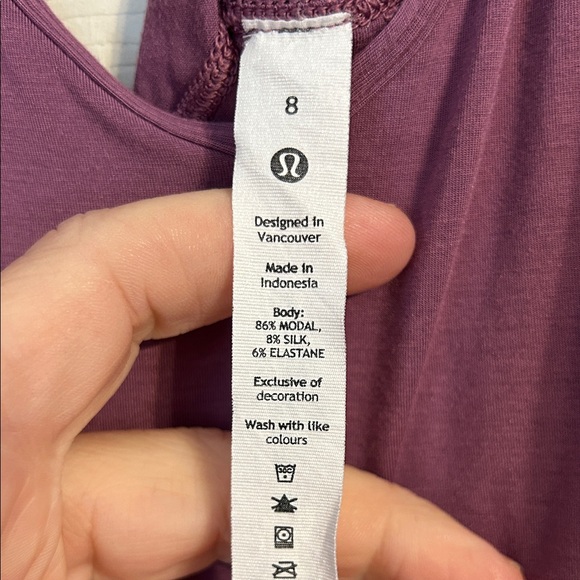 8
Designed in
Vancouver
Made in
Indonesia
Body:
86% MODAL,
8% SILK,
6% ELASTANE
Exclusive of
decoration
Wash with like
colours